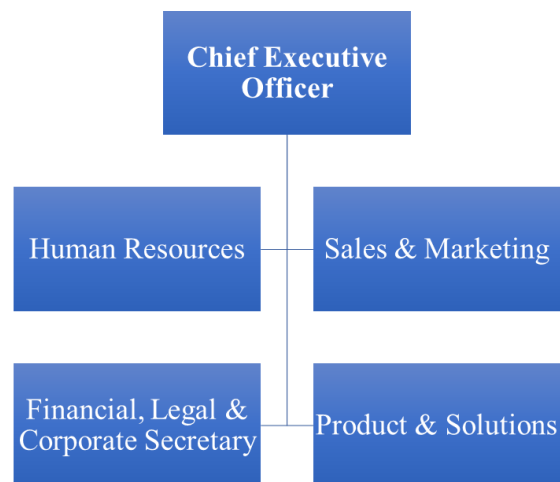 Chief Executive
Officer
Human Resources
Sales & Marketing
Financial, Legal &
Corporate Secretary
Product & Solutions